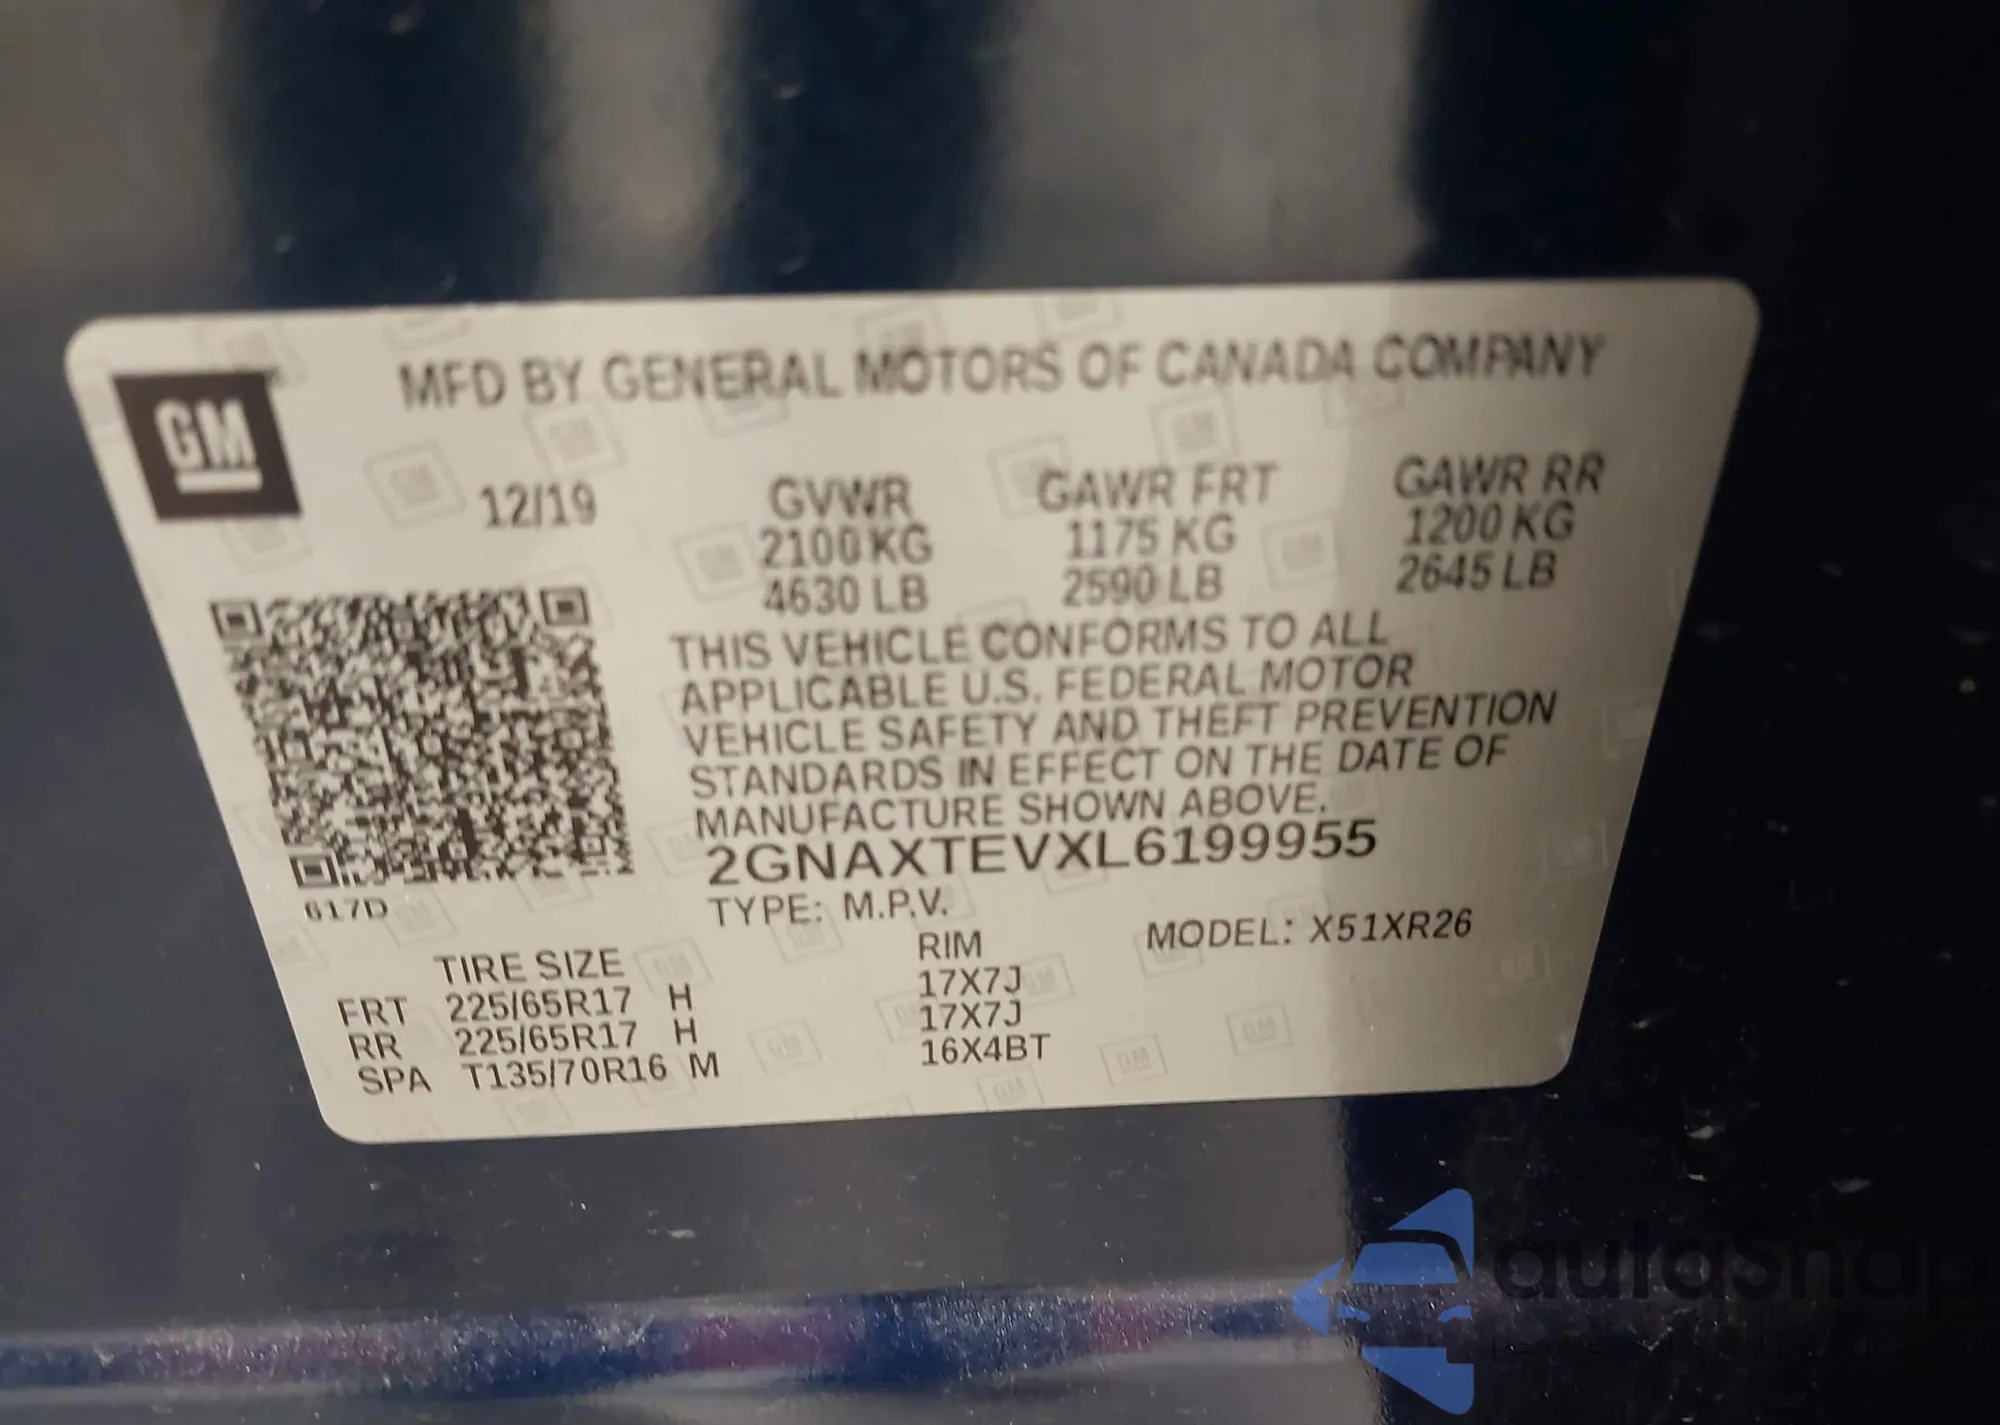 MFD BY GENERAL MOTORS OF CANADA COMPANY
GM
12/19 GVWR GAWR FRT GAWR RR
2100 KG 1175 KG 1200 KG
4630 LB 2590 LB 2645 LB
THIS VEHICLE CONFORMS TO ALL
APPLICABLE U.S. FEDERAL MOTOR
VEHICLE SAFETY AND THEFT PREVENTION
STANDARDS IN EFFECT ON THE DATE OF
MANUFACTURE SHOWN ABOVE.
2GNAXTEVXL6199955
617D
TYPE: M.P.V. MODEL: X51XR26
TIRE SIZE RIM
FRT 225/65R17 H 17X7J
RR 225/65R17 H 17X7J
SPA T135/70R16 M 16X4BT
autoSnap